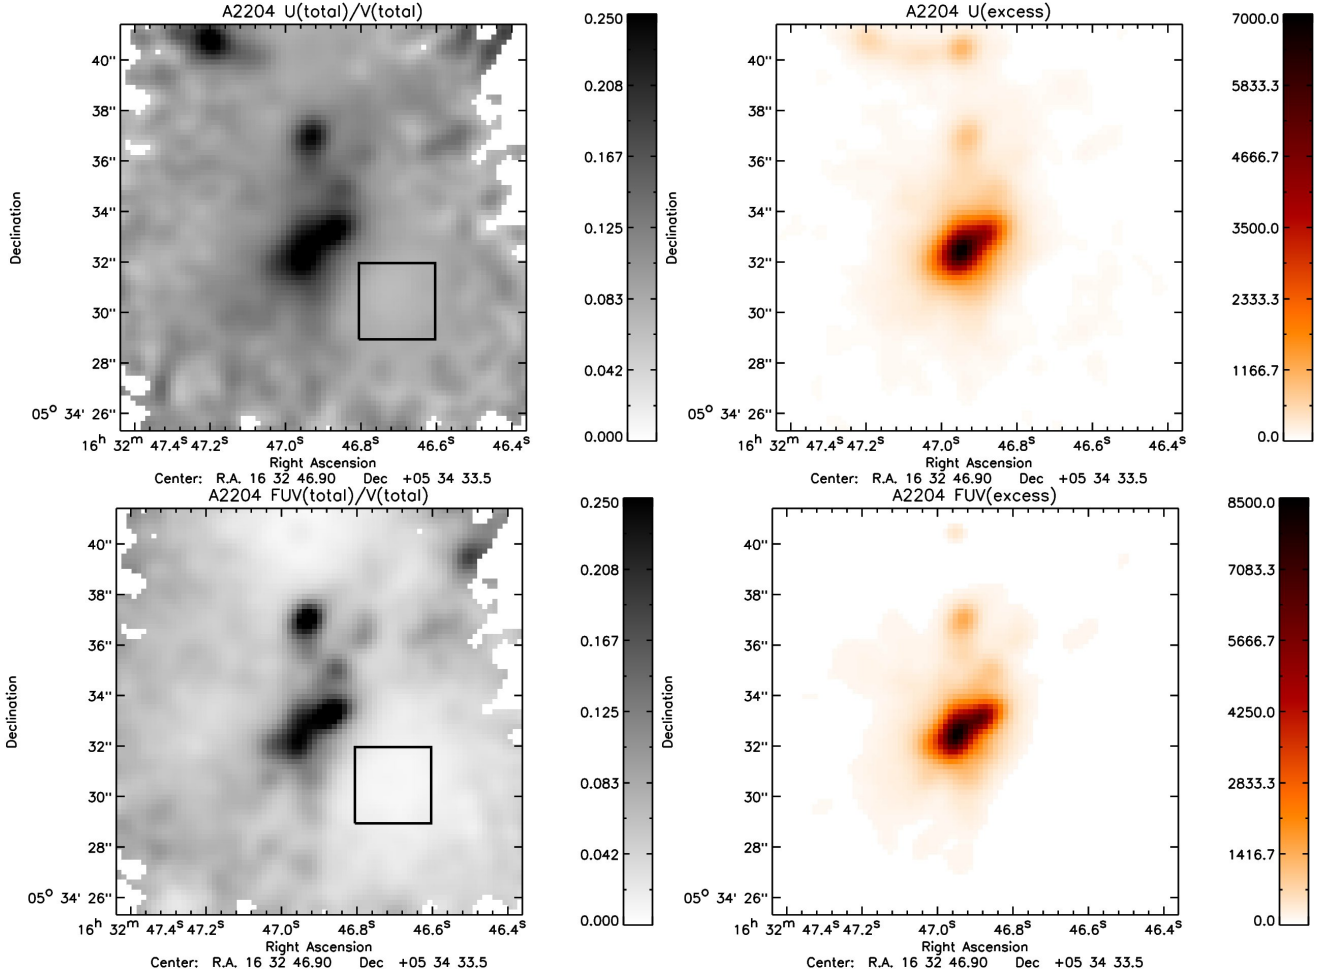 A2204 U(total)/V(total)
0.250
0.208
0.167
0.125
0.083
0.042
0.000
40''
38''
36''
34''
32''
30''
28''
05° 34' 26''
Declination
16ʰ 32ᵐ 47.4ˢ 47.2ˢ 47.0ˢ 46.8ˢ 46.6ˢ 46.4ˢ
Right Ascension
Center: R.A. 16 32 46.90 Dec +05 34 33.5
A2204 U(excess)
7000.0
5833.3
4666.7
3500.0
2333.3
1166.7
0.0
40''
38''
36''
34''
32''
30''
28''
05° 34' 26''
Declination
16ʰ 32ᵐ 47.4ˢ 47.2ˢ 47.0ˢ 46.8ˢ 46.6ˢ 46.4ˢ
Right Ascension
Center: R.A. 16 32 46.90 Dec +05 34 33.5
A2204 FUV(total)/V(total)
0.250
0.208
0.167
0.125
0.083
0.042
0.000
40''
38''
36''
34''
32''
30''
28''
05° 34' 26''
Declination
16ʰ 32ᵐ 47.4ˢ 47.2ˢ 47.0ˢ 46.8ˢ 46.6ˢ 46.4ˢ
Right Ascension
Center: R.A. 16 32 46.90 Dec +05 34 33.5
A2204 FUV(excess)
8500.0
7083.3
5666.7
4250.0
2833.3
1416.7
0.0
40''
38''
36''
34''
32''
30''
28''
05° 34' 26''
Declination
16ʰ 32ᵐ 47.4ˢ 47.2ˢ 47.0ˢ 46.8ˢ 46.6ˢ 46.4ˢ
Right Ascension
Center: R.A. 16 32 46.90 Dec +05 34 33.5